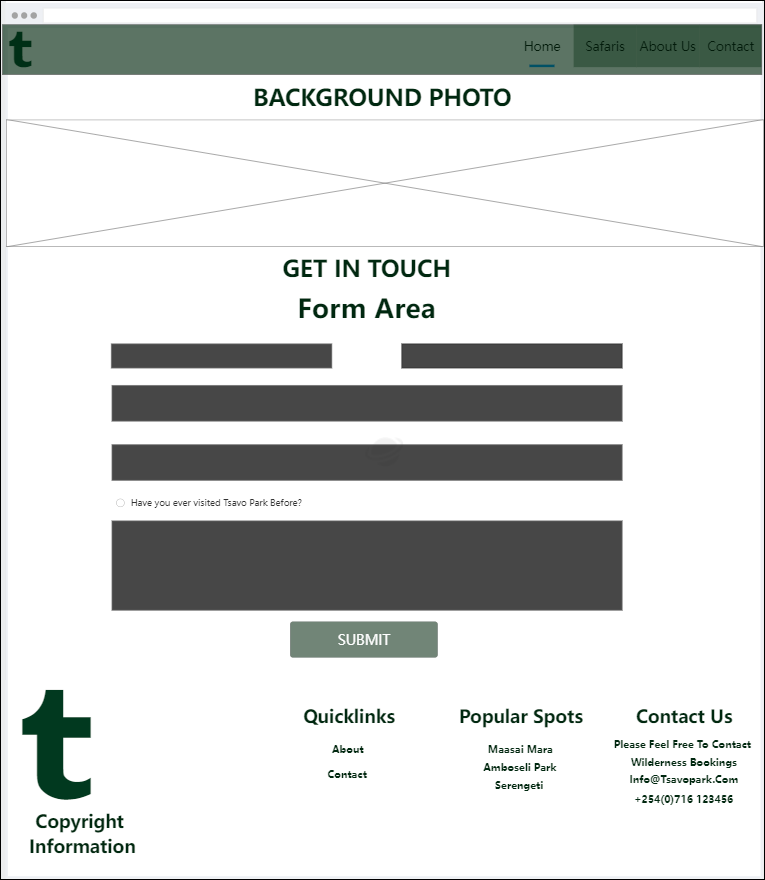 t
Home Safaris About Us Contact
BACKGROUND PHOTO
GET IN TOUCH
Form Area
Have you ever visited Tsavo Park Before?
SUBMIT
t
Copyright
Information
Quicklinks
About
Contact
Popular Spots
Maasai Mara
Amboseli Park
Serengeti
Contact Us
Please Feel Free To Contact
Wilderness Bookings
Info@Tsavopark.Com
+254(0)716 123456